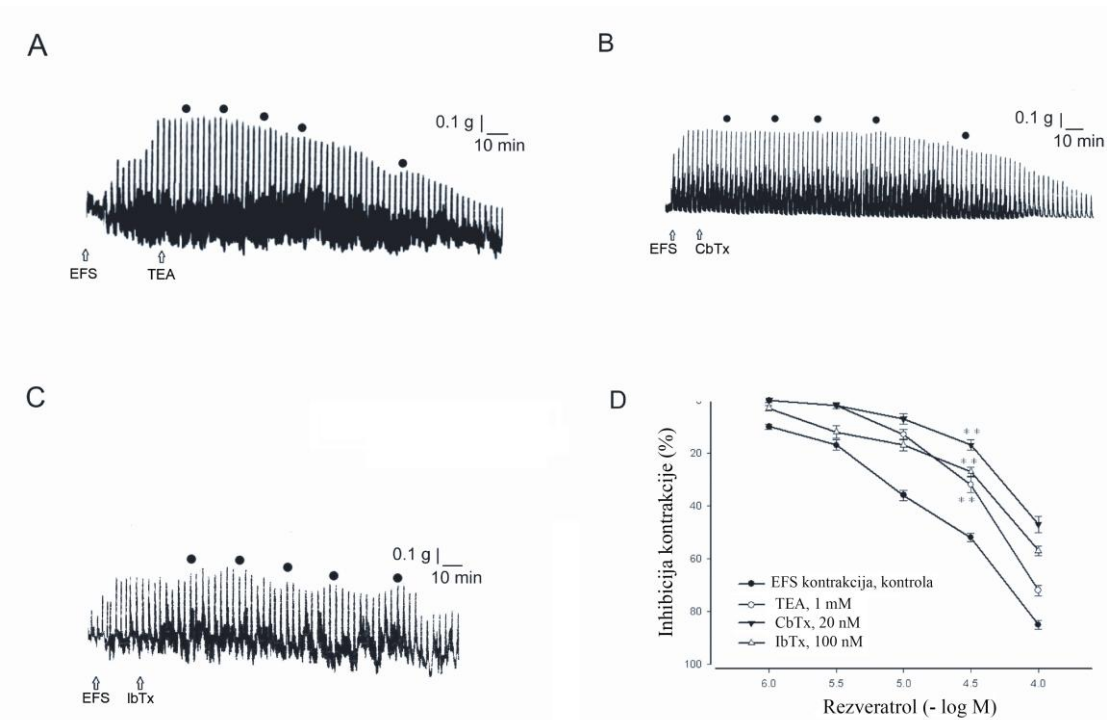 A
0.1 g
10 min
EFS
TEA
B
0.1 g
10 min
EFS
CbTx
C
0.1 g
10 min
EFS
IbTx
D
Inhibicija kontrakcije (%)
0
20
40
60
80
100
** 
**
**
EFS kontrakcija, kontrola
TEA, 1 mM
CbTx, 20 nM
IbTx, 100 nM
6.0 5.5 5.0 4.5 4.0
Rezveratrol (- log M)